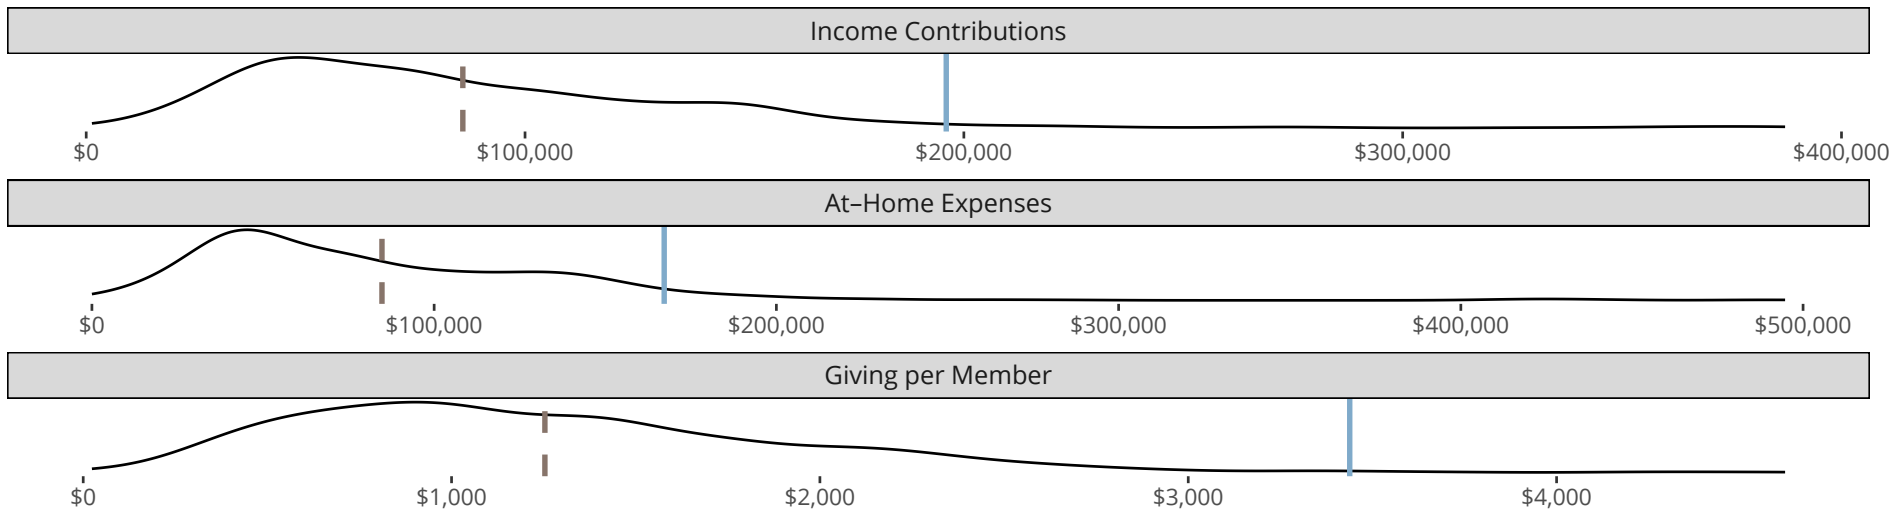 Income Contributions
$0 $100,000 $200,000 $300,000 $400,000
At–Home Expenses
$0 $100,000 $200,000 $300,000 $400,000 $500,000
Giving per Member
$0 $1,000 $2,000 $3,000 $4,000